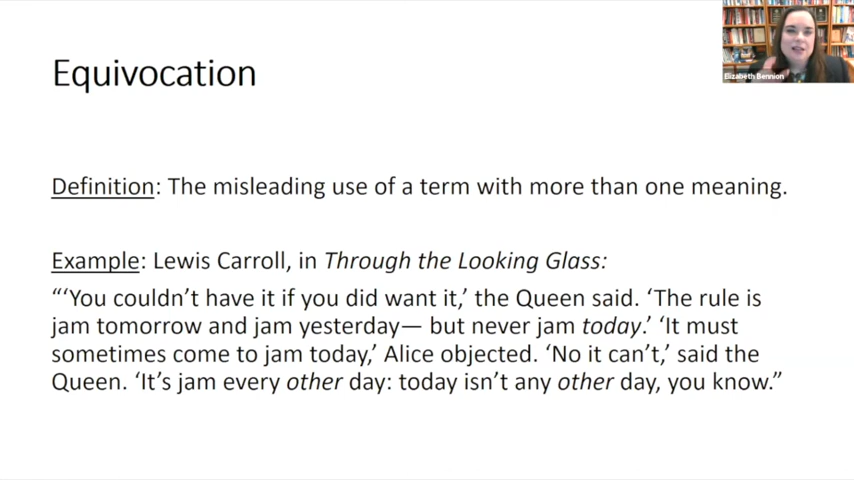 Equivocation
Elizabeth Bennion
Definition: The misleading use of a term with more than one meaning.
Example: Lewis Carroll, in Through the Looking Glass:
“‘You couldn’t have it if you did want it,’ the Queen said. ‘The rule is
jam tomorrow and jam yesterday— but never jam today.’ ‘It must
sometimes come to jam today,’ Alice objected. ‘No it can’t,’ said the
Queen. ‘It’s jam every other day: today isn’t any other day, you know.”